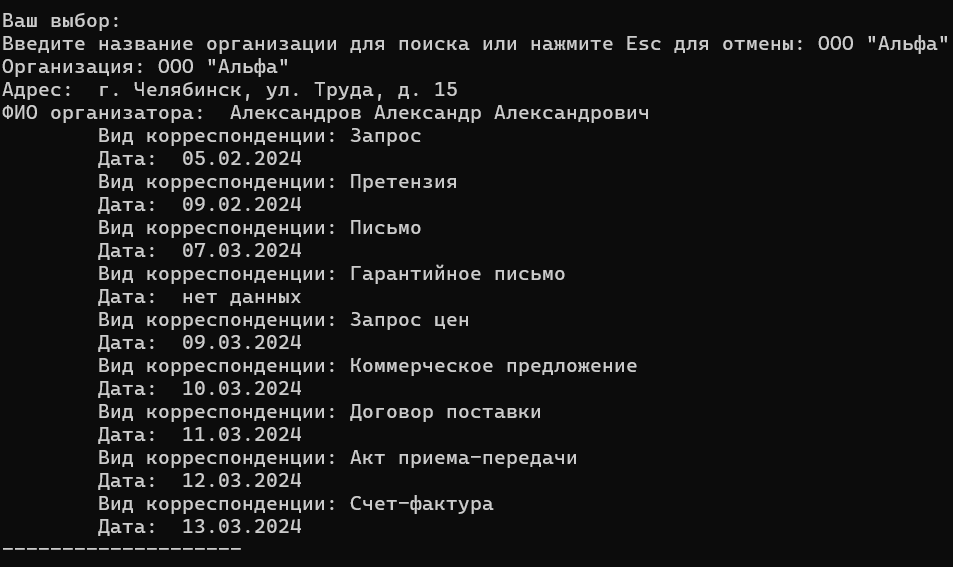 Ваш выбор:
Введите название организации для поиска или нажмите Esc для отмены: ООО "Альфа"
Организация: ООО "Альфа"
Адрес:  г. Челябинск, ул. Труда, д. 15
ФИО организатора:  Александров Александр Александрович
        Вид корреспонденции: Запрос
        Дата:  05.02.2024
        Вид корреспонденции: Претензия
        Дата:  09.02.2024
        Вид корреспонденции: Письмо
        Дата:  07.03.2024
        Вид корреспонденции: Гарантийное письмо
        Дата:  нет данных
        Вид корреспонденции: Запрос цен
        Дата:  09.03.2024
        Вид корреспонденции: Коммерческое предложение
        Дата:  10.03.2024
        Вид корреспонденции: Договор поставки
        Дата:  11.03.2024
        Вид корреспонденции: Акт приема-передачи
        Дата:  12.03.2024
        Вид корреспонденции: Счет-фактура
        Дата:  13.03.2024
--------------------